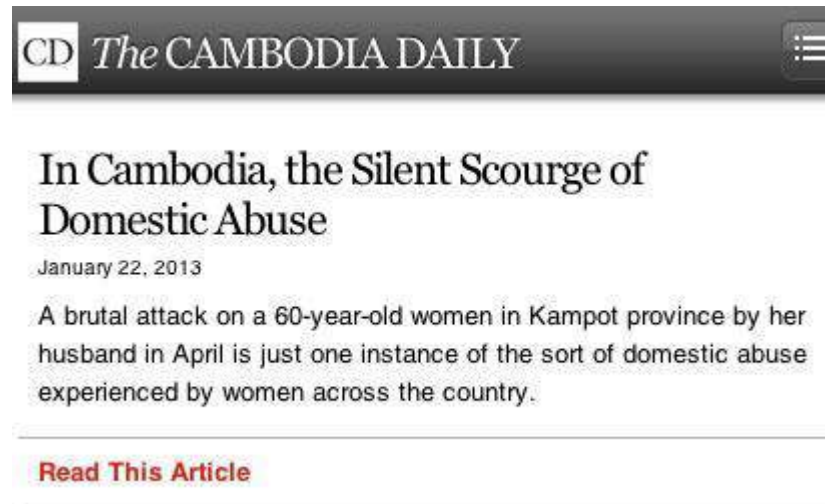 CD The CAMBODIA DAILY
In Cambodia, the Silent Scourge of
Domestic Abuse
January 22, 2013
A brutal attack on a 60-year-old women in Kampot province by her
husband in April is just one instance of the sort of domestic abuse
experienced by women across the country.
Read This Article